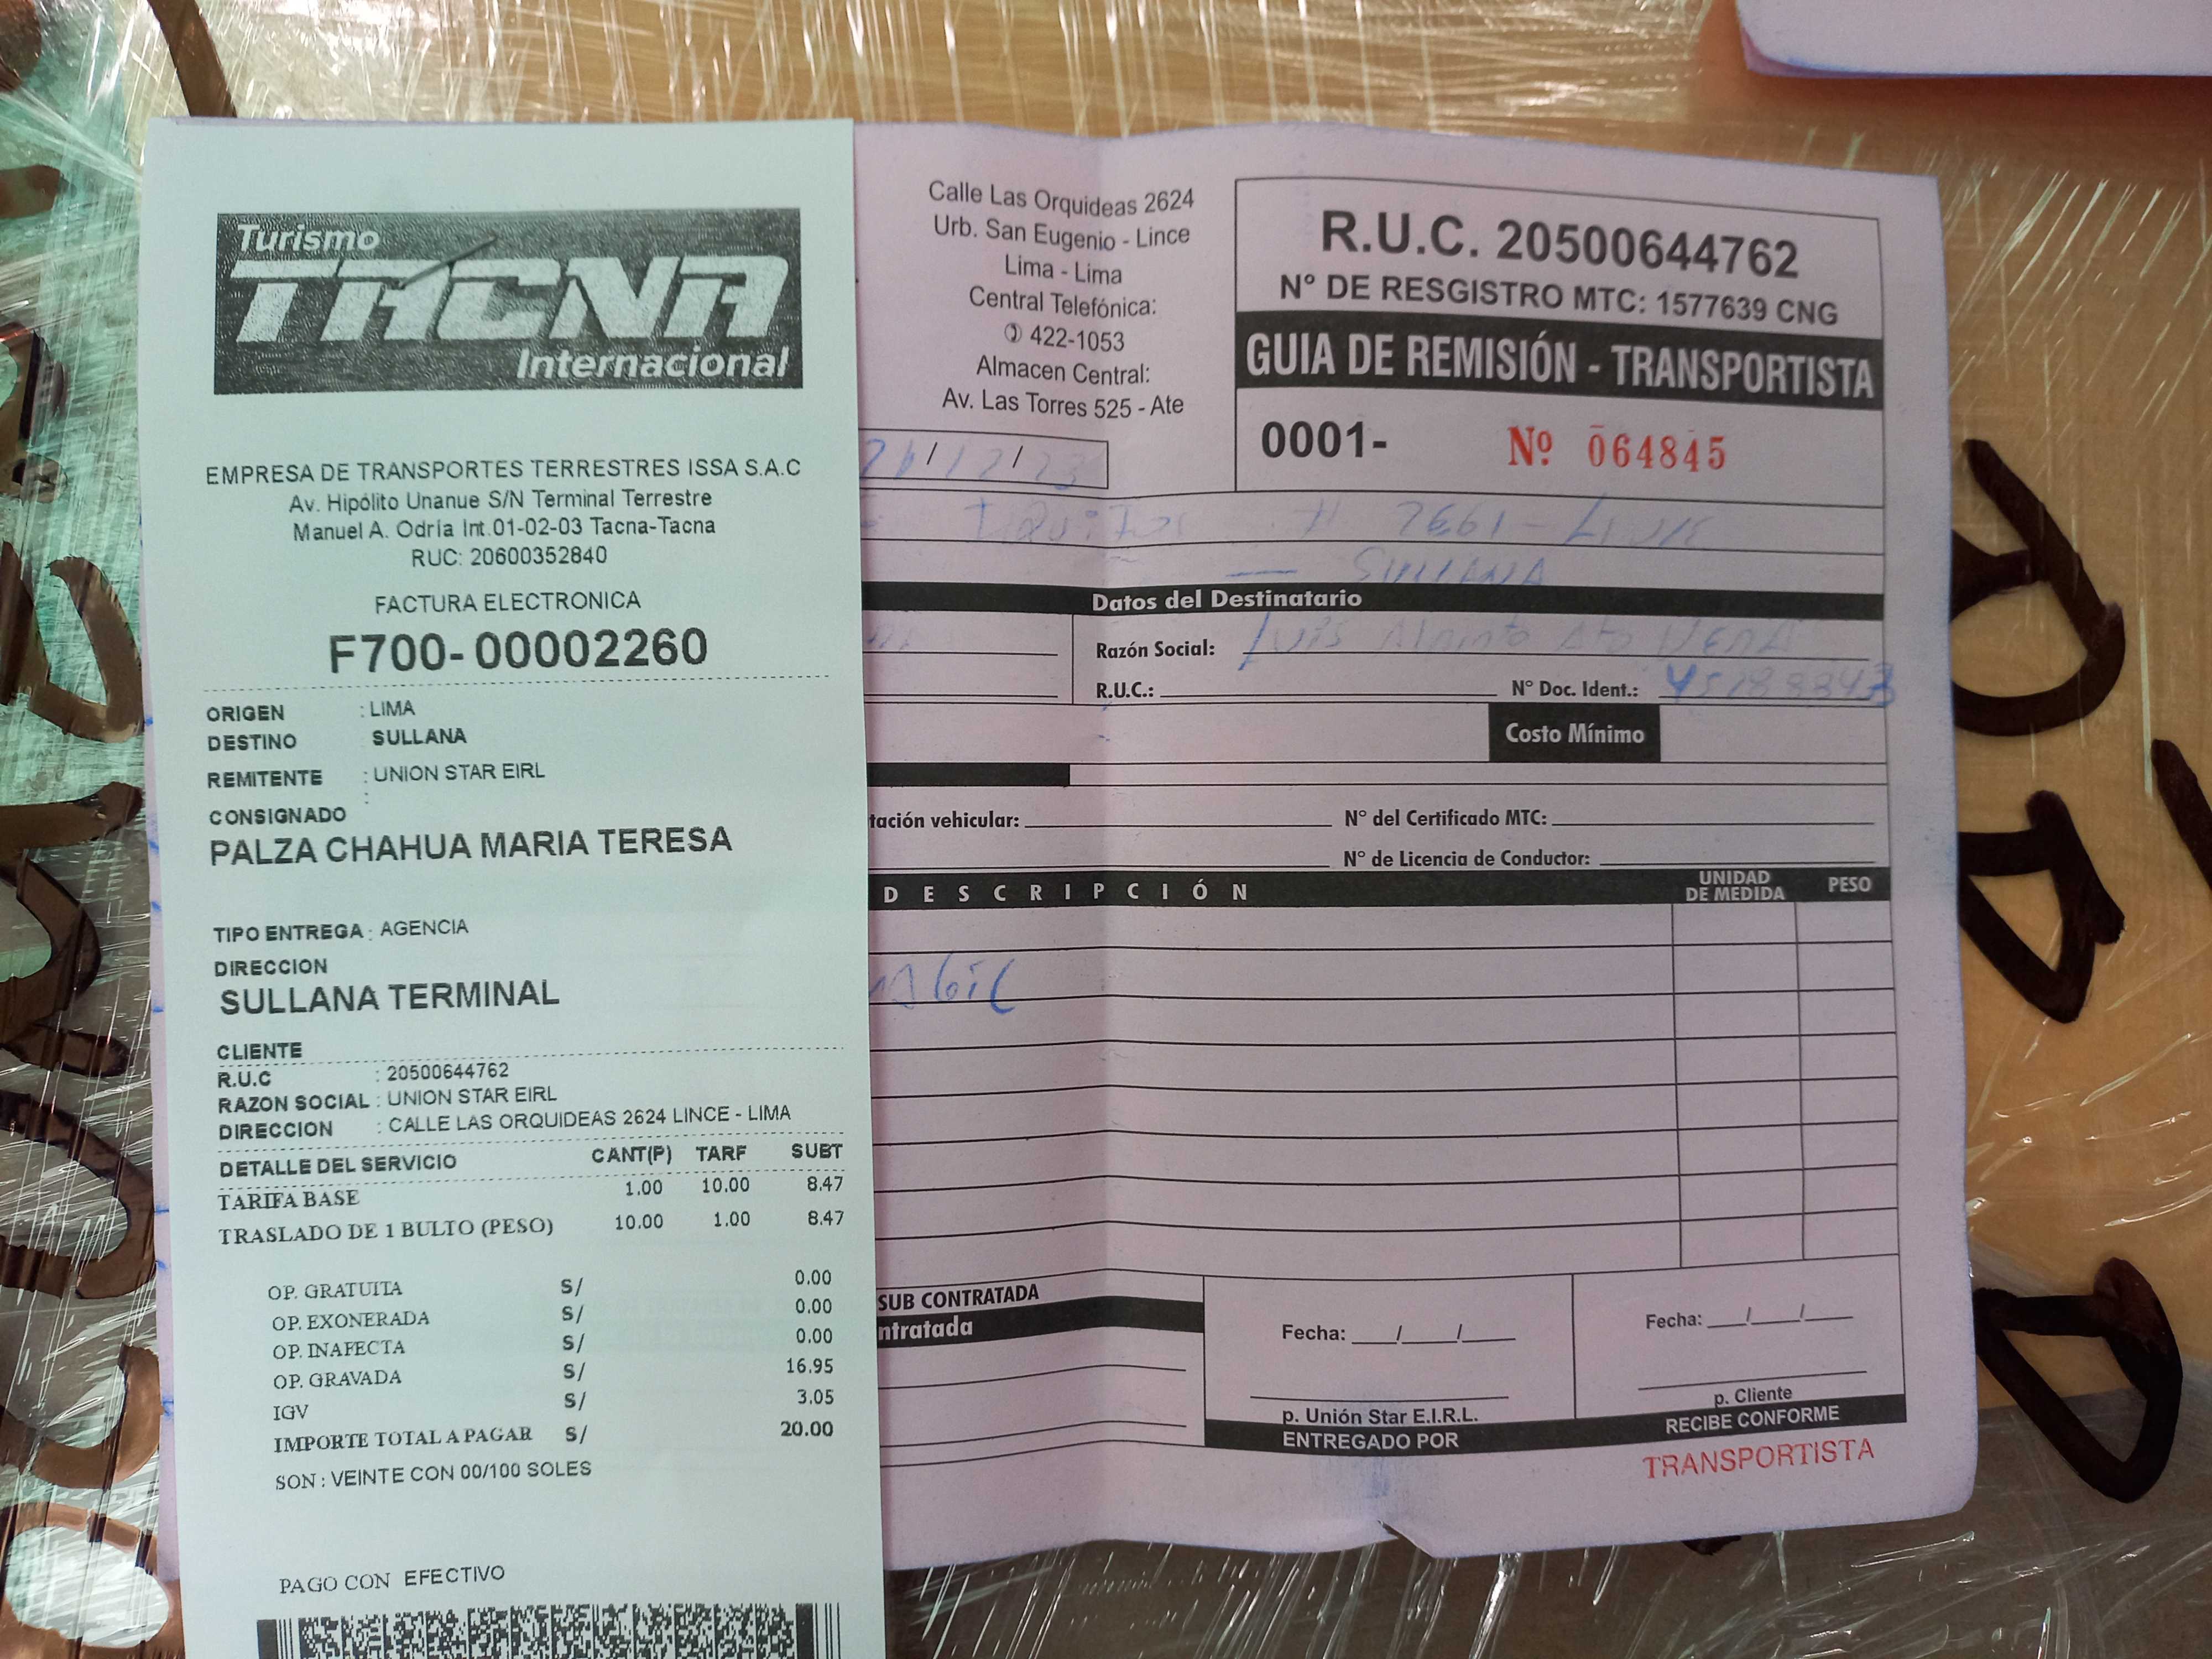 Turismo
TACNA
Internacional
EMPRESA DE TRANSPORTES TERRESTRES ISSA S.A.C
Av. Hipólito Unanue S/N Terminal Terrestre
Manuel A. Odría Int.01-02-03 Tacna-Tacna
RUC: 20600352840
FACTURA ELECTRONICA
F700-00002260
ORIGEN : LIMA
DESTINO SULLANA
REMITENTE : UNION STAR EIRL
:
CONSIGNADO
PALZA CHAHUA MARIA TERESA
TIPO ENTREGA : AGENCIA
DIRECCION
SULLANA TERMINAL
CLIENTE
R.U.C : 20500644762
RAZON SOCIAL : UNION STAR EIRL
DIRECCION : CALLE LAS ORQUIDEAS 2624 LINCE - LIMA
DETALLE DEL SERVICIO CANT(P) TARF SUBT
TARIFA BASE 1.00 10.00 8.47
TRASLADO DE 1 BULTO (PESO) 10.00 1.00 8.47
OP. GRATUITA S/ 0.00
OP. EXONERADA S/ 0.00
OP. INAFECTA S/ 0.00
OP. GRAVADA S/ 16.95
IGV S/ 3.05
IMPORTE TOTAL A PAGAR S/ 20.00
SON : VEINTE CON 00/100 SOLES
PAGO CON EFECTIVO
Calle Las Orquideas 2624
Urb. San Eugenio - Lince
Lima - Lima
Central Telefónica:
422-1053
Almacen Central:
Av. Las Torres 525 - Ate
R.U.C. 20500644762
N° DE RESGISTRO MTC: 1577639 CNG
GUIA DE REMISIÓN - TRANSPORTISTA
0001- Nº 064845
/12/23
SULLANA
Datos del Destinatario
Razón Social: Luis
R.U.C.: N° Doc. Ident.:
Costo Mínimo
tación vehicular: N° del Certificado MTC:
N° de Licencia de Conductor:
DESCRIPCIÓN UNIDAD DE MEDIDA PESO
SUB CONTRATADA
ntratada
Fecha: / /
p. Unión Star E.I.R.L.
ENTREGADO POR
Fecha: / /
p. Cliente
RECIBE CONFORME
TRANSPORTISTA